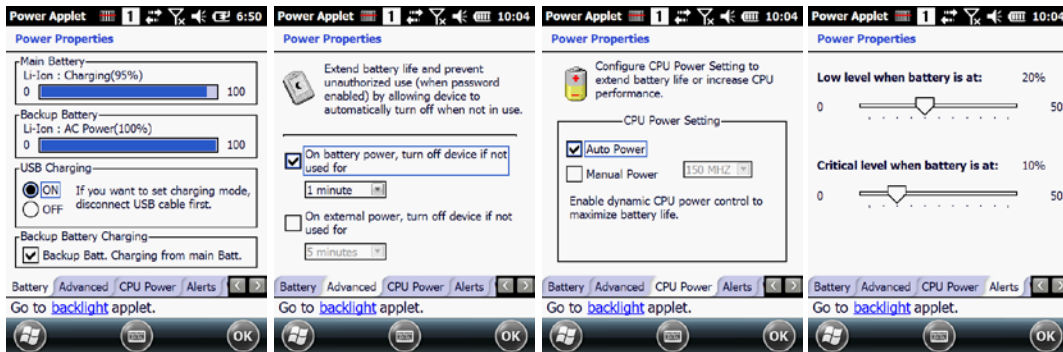 Power Applet 1 6:50
Power Properties
Main Battery
Li-Ion : Charging(95%)
0 100
Backup Battery
Li-Ion : AC Power(100%)
0 100
USB Charging
ON
OFF
If you want to set charging mode,
disconnect USB cable first.
Backup Battery Charging
Backup Batt. Charging from main Batt.
Battery Advanced CPU Power Alerts
Go to backlight applet.
OK
Power Applet 1 10:04
Power Properties
Extend battery life and prevent
unauthorized use (when password
enabled) by allowing device to
automatically turn off when not in use.
On battery power, turn off device if not
used for
1 minute
On external power, turn off device if not
used for
5 minutes
Battery Advanced CPU Power Alerts
Go to backlight applet.
OK
Power Applet 1 10:04
Power Properties
Configure CPU Power Setting to
extend battery life or increase CPU
performance.
CPU Power Setting
Auto Power
Manual Power 150 MHZ
Enable dynamic CPU power control to
maximize battery life.
Battery Advanced CPU Power Alerts
Go to backlight applet.
OK
Power Applet 1 10:04
Power Properties
Low level when battery is at: 20%
0 50
Critical level when battery is at: 10%
0 50
Battery Advanced CPU Power Alerts
Go to backlight applet.
OK